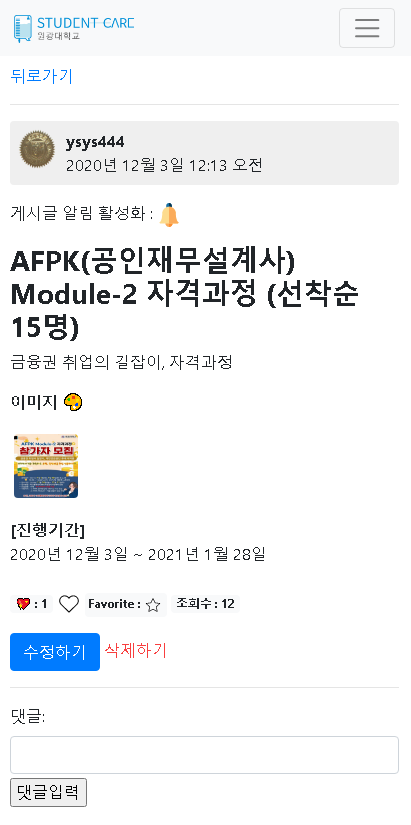 STUDENT CARE
원광대학교
뒤로가기
ysys444
2020년 12월 3일 12:13 오전
게시글 알림 활성화 :
AFPK(공인재무설계사)
Module-2 자격과정 (선착순
15명)
금융권 취업의 길잡이, 자격과정
이미지
AFPK Module-2 자격과정
참가자 모집
[진행기간]
2020년 12월 3일 ~ 2021년 1월 28일
: 1 Favorite : 조회수 : 12
수정하기 삭제하기
댓글:
댓글입력